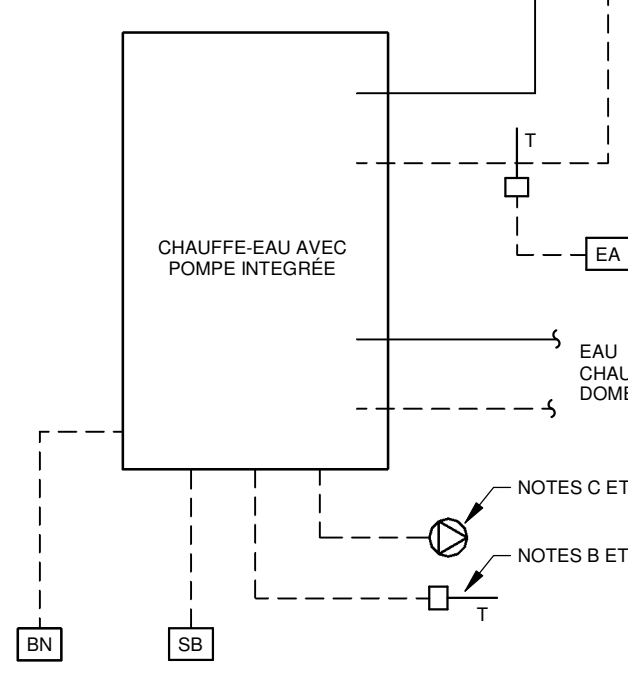 T
CHAUFFE-EAU AVEC
POMPE INTEGRÉE
EA
EAU
NOTES C ET
NOTES B ET
T
BN
SB